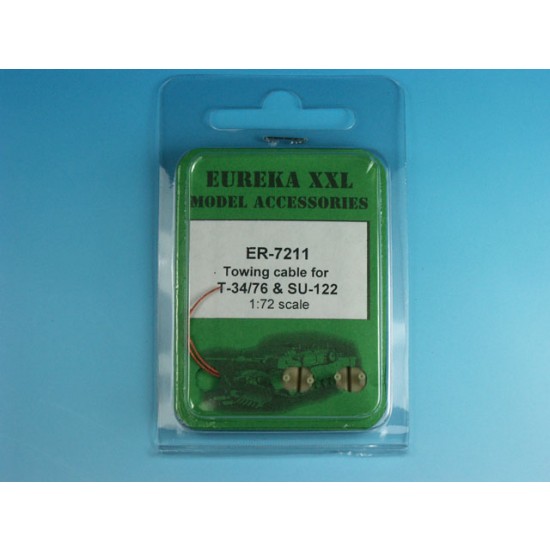 EUREKA XXL
MODEL ACCESSORIES
ER-7211
Towing cable for
T-34/76 & SU-122
1:72 scale